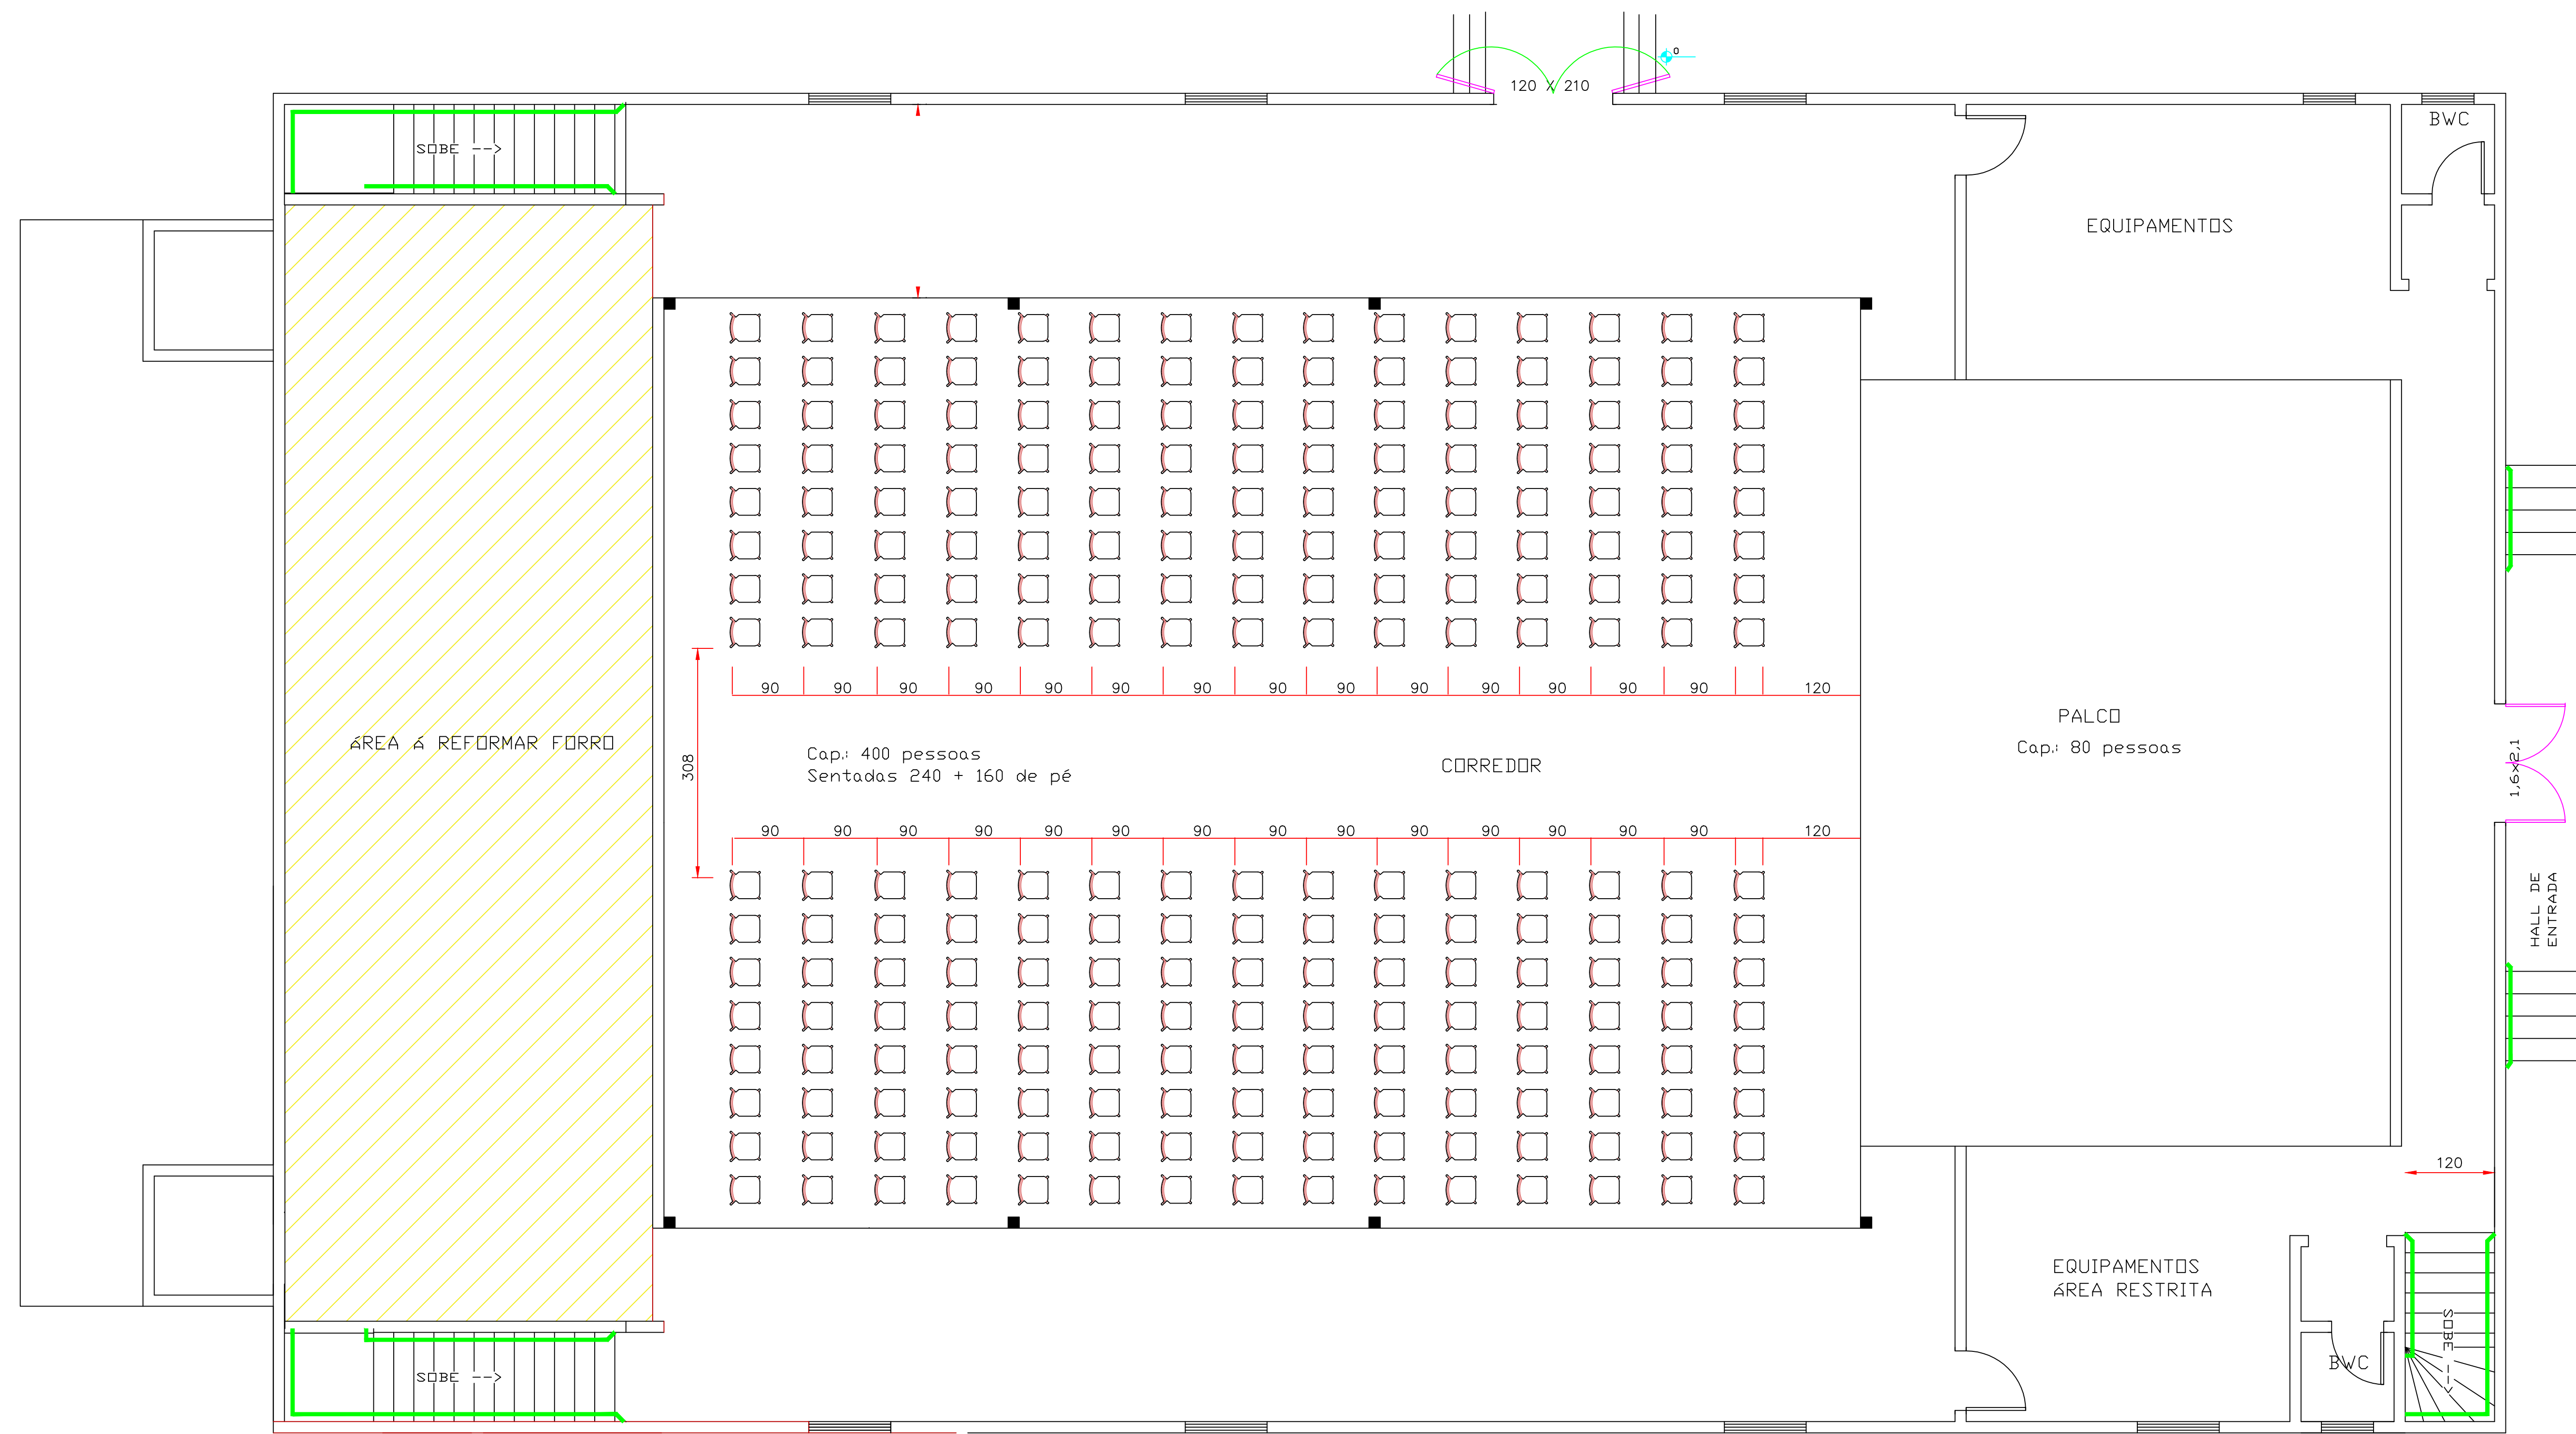 0
120 X 210
BWC
SOBE -->
EQUIPAMENTOS
90 90 90 90 90 90 90 90 90 90 90 90 90 90 120
308
ÁREA Á REFORMAR FORRO
Cap.: 400 pessoas
Sentadas 240 + 160 de pé
CORREDOR
PALCO
Cap.: 80 pessoas
1,6x2,1
90 90 90 90 90 90 90 90 90 90 90 90 90 90 120
HALL DE
ENTRADA
120
EQUIPAMENTOS
ÁREA RESTRITA
SOBE -->
BWC
SOBE -->